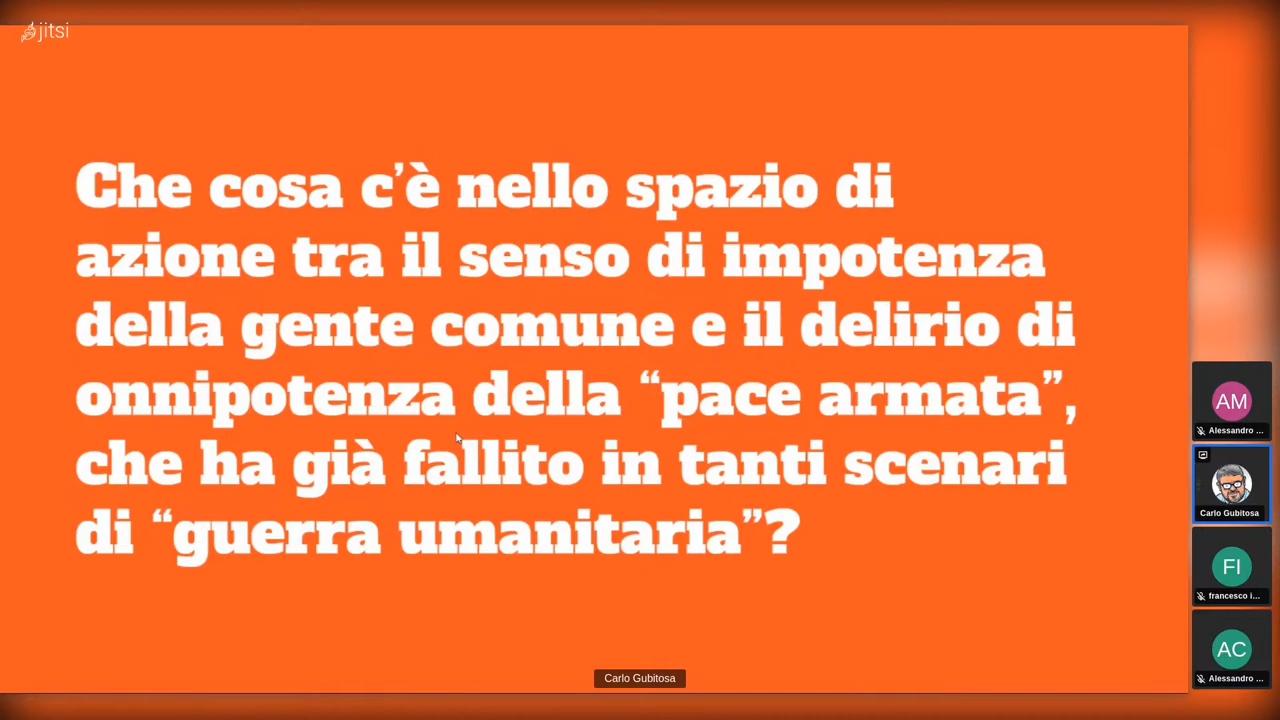 jitsi
Che cosa c’è nello spazio di
azione tra il senso di impotenza
della gente comune e il delirio di
onnipotenza della “pace armata”,
che ha già fallito in tanti scenari
di “guerra umanitaria”?
AM
Alessandro ...
Carlo Gubitosa
FI
francesco i...
AC
Alessandro ...
Carlo Gubitosa